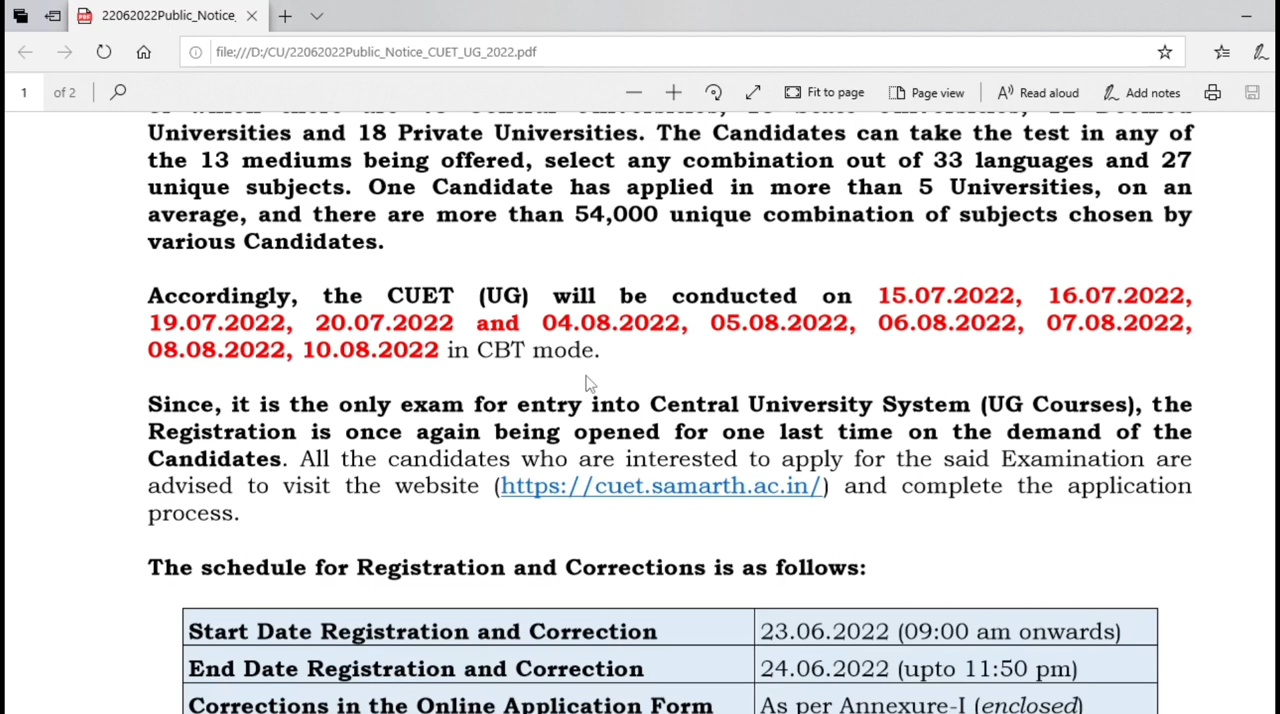 22062022Public_Notice_
file:///D:/CU/22062022Public_Notice_CUET_UG_2022.pdf
1 of 2 Fit to page Page view Read aloud Add notes
Universities and 18 Private Universities. The Candidates can take the test in any of
the 13 mediums being offered, select any combination out of 33 languages and 27
unique subjects. One Candidate has applied in more than 5 Universities, on an
average, and there are more than 54,000 unique combination of subjects chosen by
various Candidates.
Accordingly, the CUET (UG) will be conducted on 15.07.2022, 16.07.2022,
19.07.2022, 20.07.2022 and 04.08.2022, 05.08.2022, 06.08.2022, 07.08.2022,
08.08.2022, 10.08.2022 in CBT mode.
Since, it is the only exam for entry into Central University System (UG Courses), the
Registration is once again being opened for one last time on the demand of the
Candidates. All the candidates who are interested to apply for the said Examination are
advised to visit the website (https://cuet.samarth.ac.in/) and complete the application
process.
The schedule for Registration and Corrections is as follows:
Start Date Registration and Correction 23.06.2022 (09:00 am onwards)
End Date Registration and Correction 24.06.2022 (upto 11:50 pm)
Corrections in the Online Application Form As per Annexure-I (enclosed)